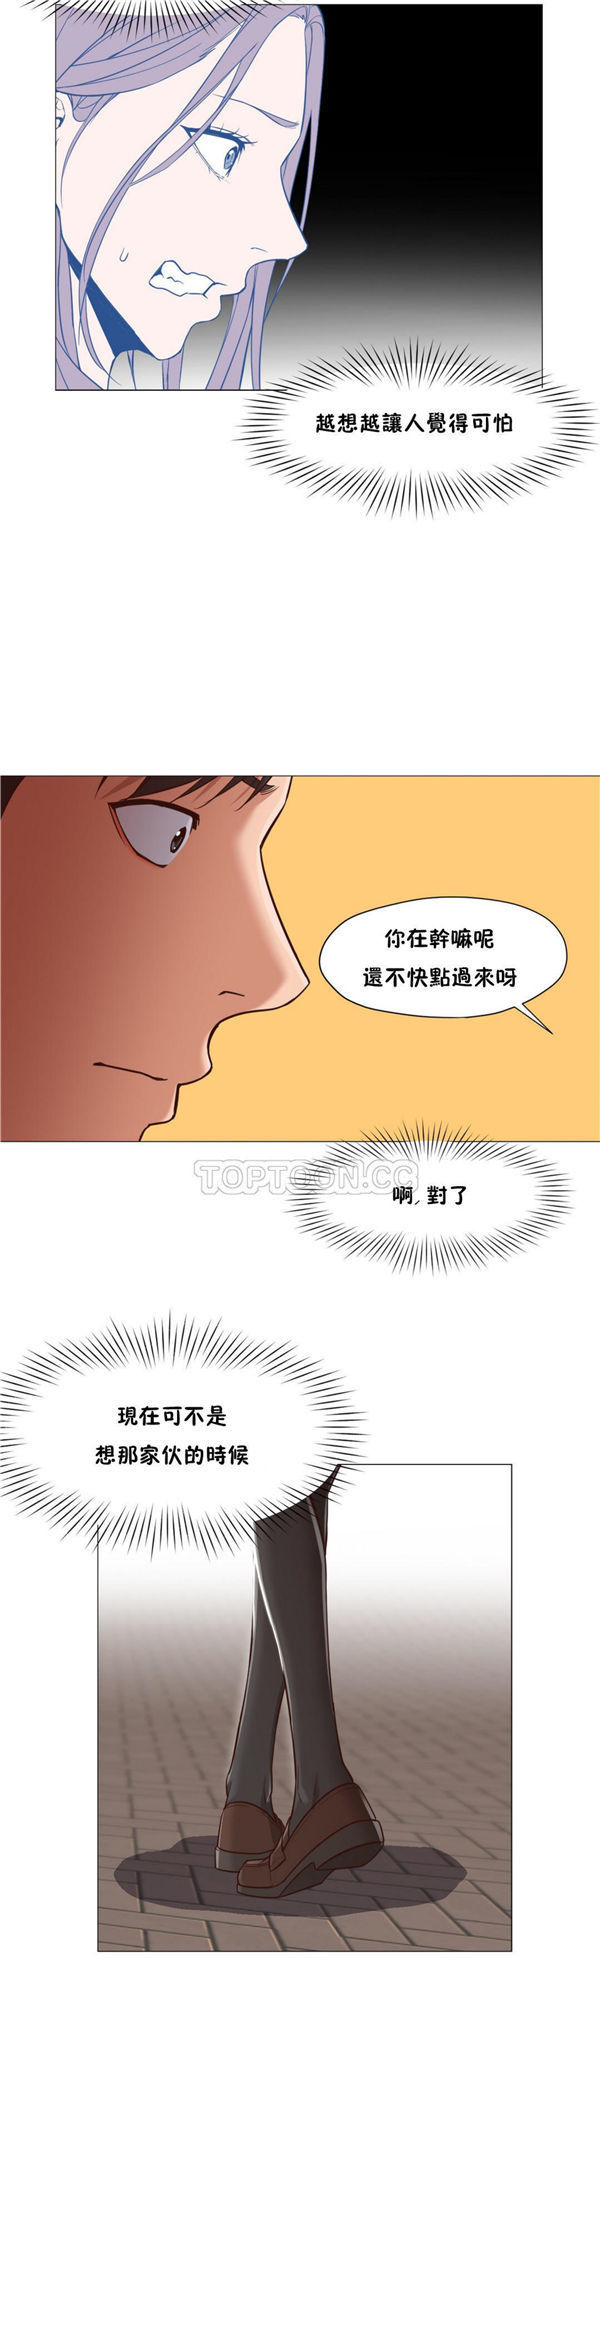 越想越讓人覺得可怕
你在幹嘛呢
還不快點過來呀
TOPTOON.CC
啊, 對了
現在可不是
想那家伙的時候